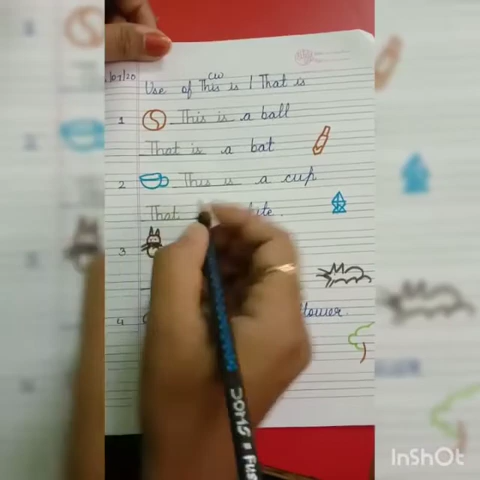 CW
Use of This is / That is
1 This is a ball
That is a bat
2 This is a cup
That
3
4 flower.
DOMS
InShOt